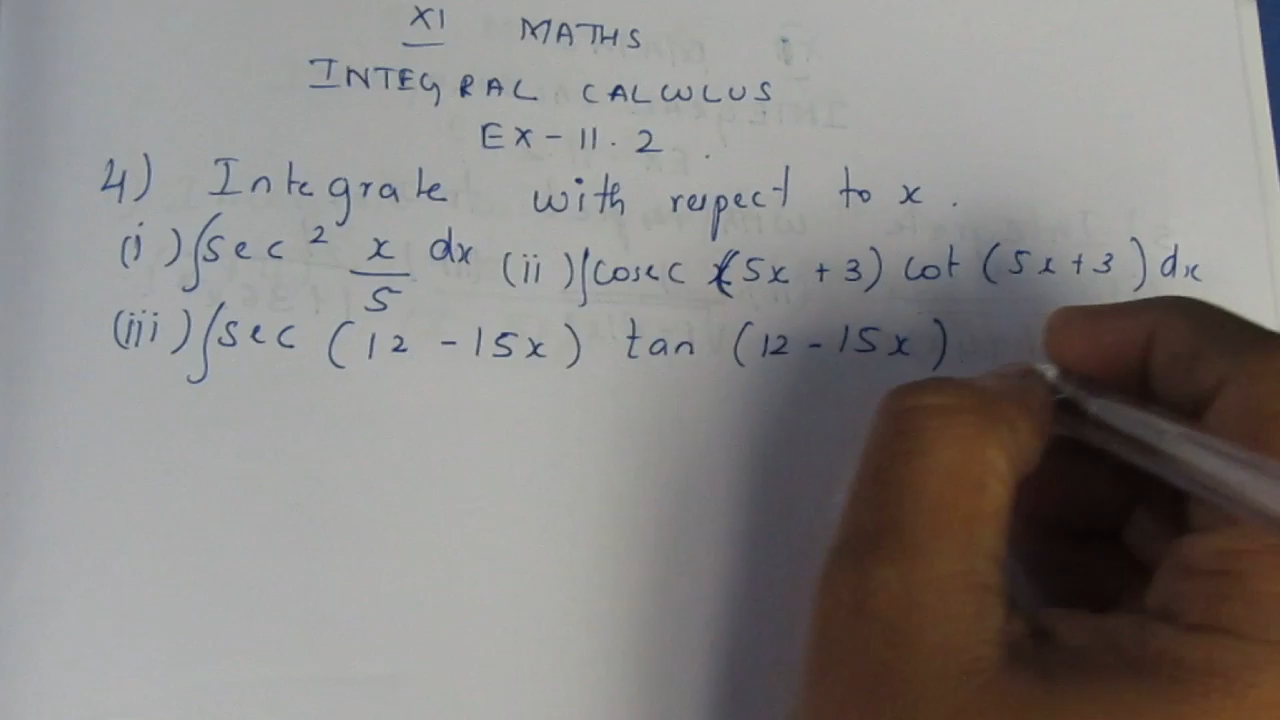 XI MATHS
INTEGRAL CALCULUS
EX - 11.2.
4) Integrate with respect to x.
(i) ∫sec² x/5 dx (ii) ∫cosec (5x + 3) cot (5x+3) dx
(iii) ∫sec (12 - 15x) tan (12 - 15x)